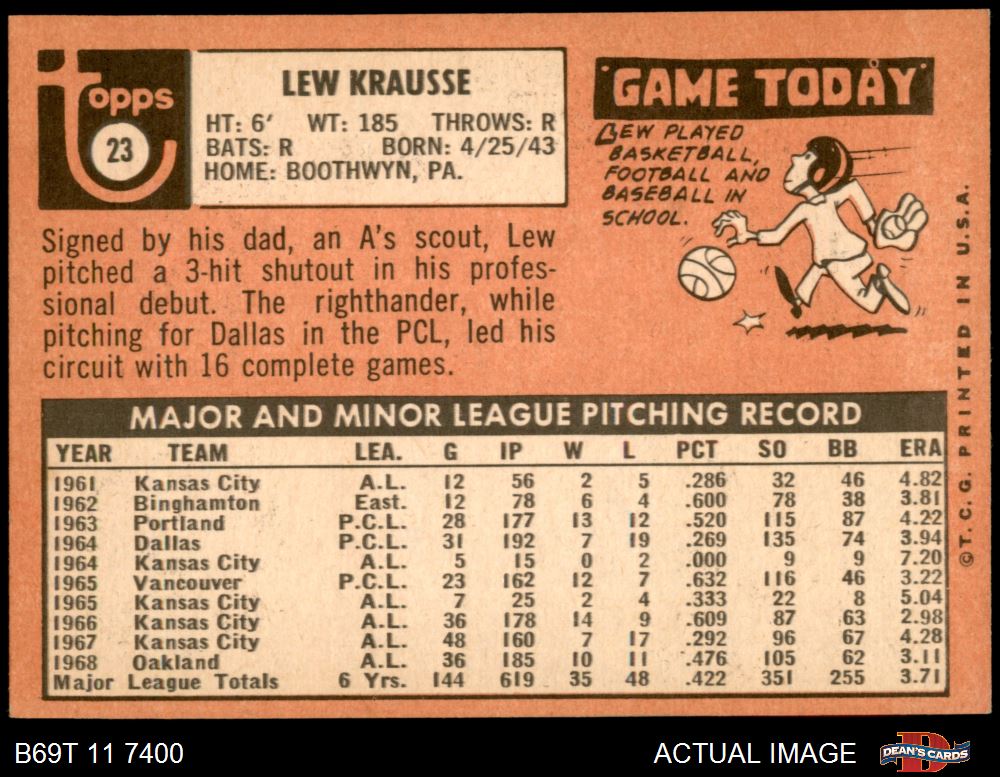 Topps
23
LEW KRAUSSE
HT: 6' WT: 185 THROWS: R
BATS: R BORN: 4/25/43
HOME: BOOTHWYN, PA.
Signed by his dad, an A's scout, Lew
pitched a 3-hit shutout in his profes-
sional debut. The righthander, while
pitching for Dallas in the PCL, led his
circuit with 16 complete games.
"GAME TODAY"
LEW PLAYED
BASKETBALL,
FOOTBALL AND
BASEBALL IN
SCHOOL.
MAJOR AND MINOR LEAGUE PITCHING RECORD
YEAR TEAM LEA. G IP W L PCT SO BB ERA
1961 Kansas City A.L. 12 56 2 5 .286 32 46 4.82
1962 Binghamton East. 12 78 6 4 .600 78 38 3.81
1963 Portland P.C.L. 28 177 13 12 .520 115 87 4.22
1964 Dallas P.C.L. 31 192 7 19 .269 135 74 3.94
1964 Kansas City A.L. 5 15 0 2 .000 9 9 7.20
1965 Vancouver P.C.L. 23 162 12 7 .632 116 46 3.22
1965 Kansas City A.L. 7 25 2 4 .333 22 8 5.04
1966 Kansas City A.L. 36 178 14 9 .609 87 63 2.98
1967 Kansas City A.L. 48 160 7 17 .292 96 67 4.28
1968 Oakland A.L. 36 185 10 11 .476 105 62 3.11
Major League Totals 6 Yrs. 144 619 35 48 .422 351 255 3.71
©T.C.G. PRINTED IN U.S.A.
B69T 11 7400
ACTUAL IMAGE
DEAN'S CARDS